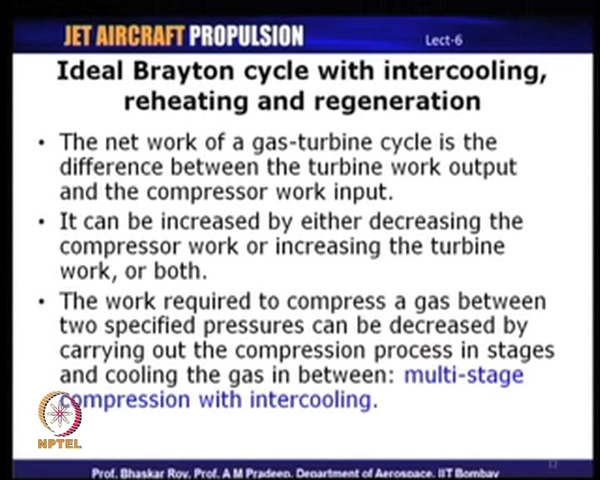 JET AIRCRAFT PROPULSION Lect-6
Ideal Brayton cycle with intercooling,
reheating and regeneration
• The net work of a gas-turbine cycle is the
difference between the turbine work output
and the compressor work input.
• It can be increased by either decreasing the
compressor work or increasing the turbine
work, or both.
• The work required to compress a gas between
two specified pressures can be decreased by
carrying out the compression process in stages
and cooling the gas in between: multi-stage
compression with intercooling.
NPTEL
12
Prof. Bhaskar Roy, Prof. A M Pradeep, Department of Aerospace, IIT Bombay